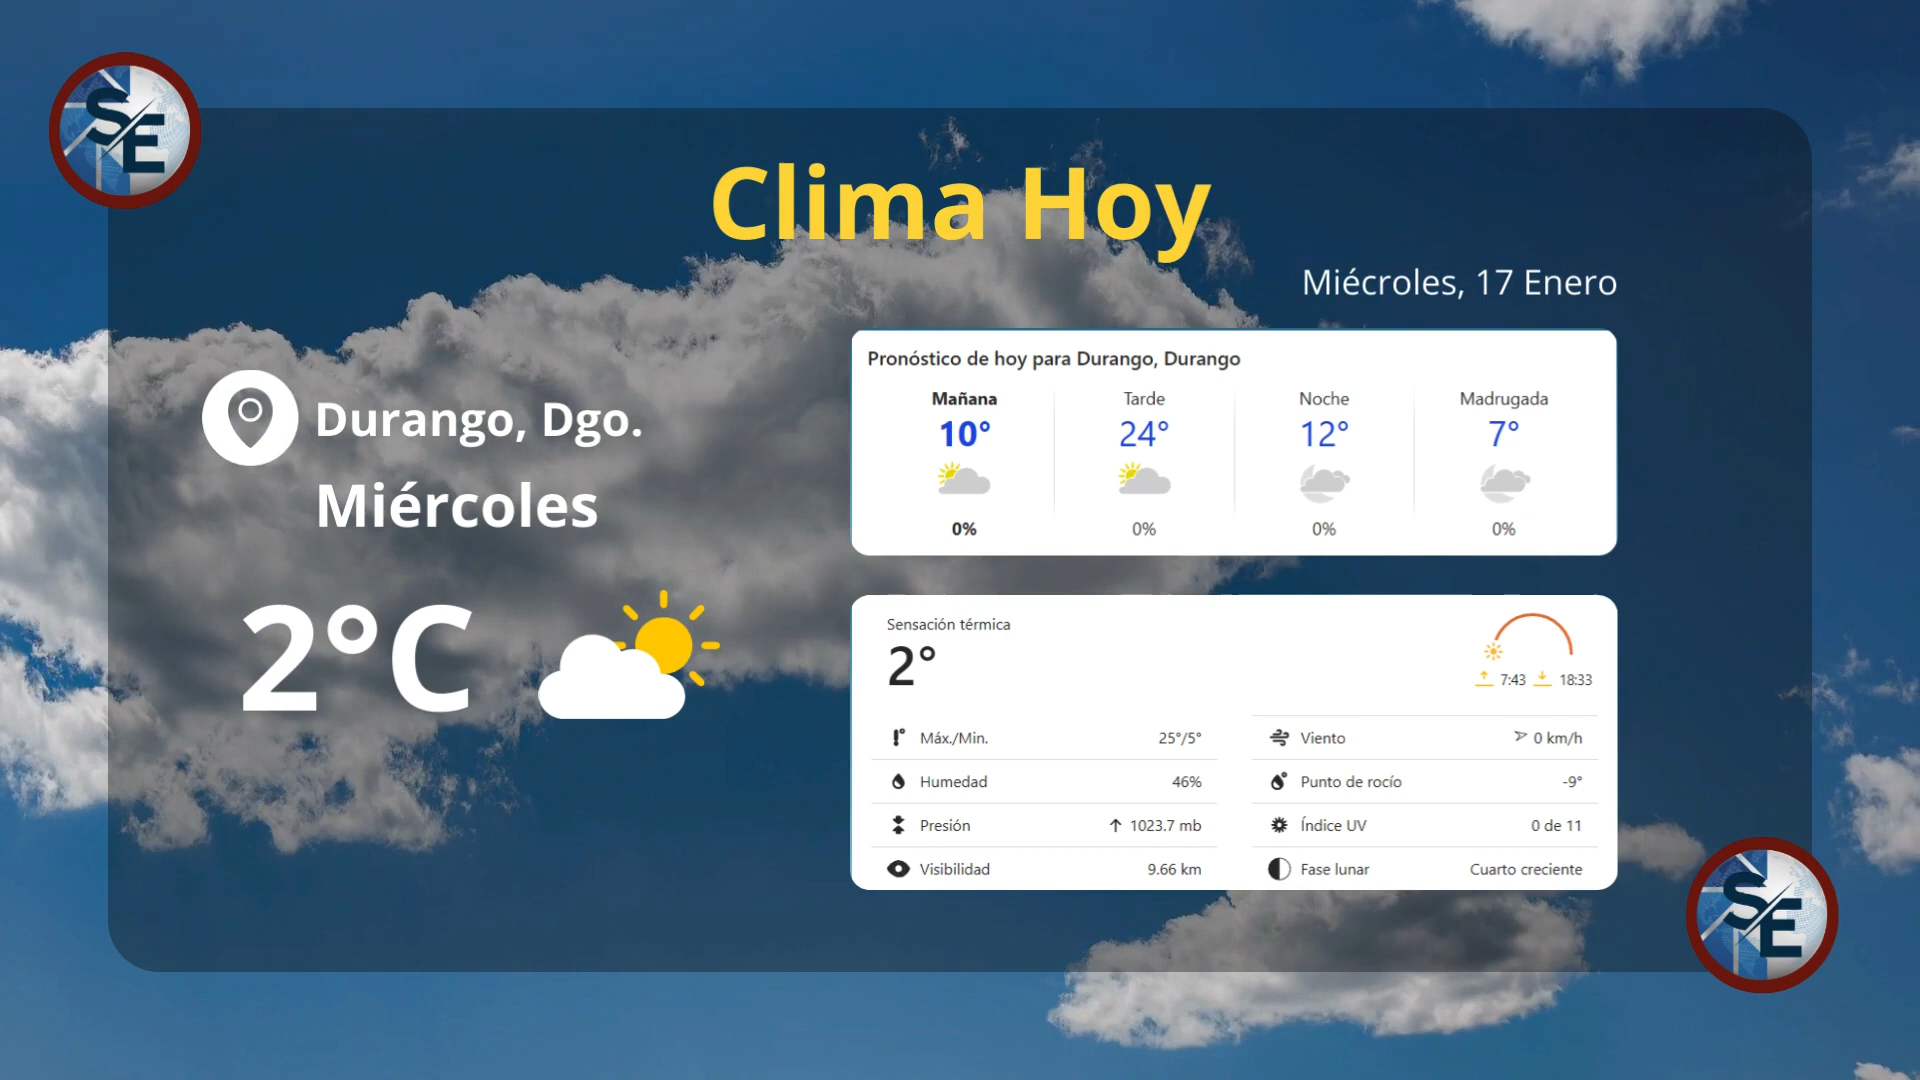 SE
Clima Hoy
Miécroles, 17 Enero
Durango, Dgo.
Miércoles
2°C
Pronóstico de hoy para Durango, Durango
Mañana Tarde Noche Madrugada
10° 24° 12° 7°
0% 0% 0% 0%
Sensación térmica
2°
7:43 18:33
Máx./Min. 25°/5°
Humedad 46%
Presión ↑ 1023.7 mb
Visibilidad 9.66 km
Viento 0 km/h
Punto de rocío -9°
Índice UV 0 de 11
Fase lunar Cuarto creciente
SE